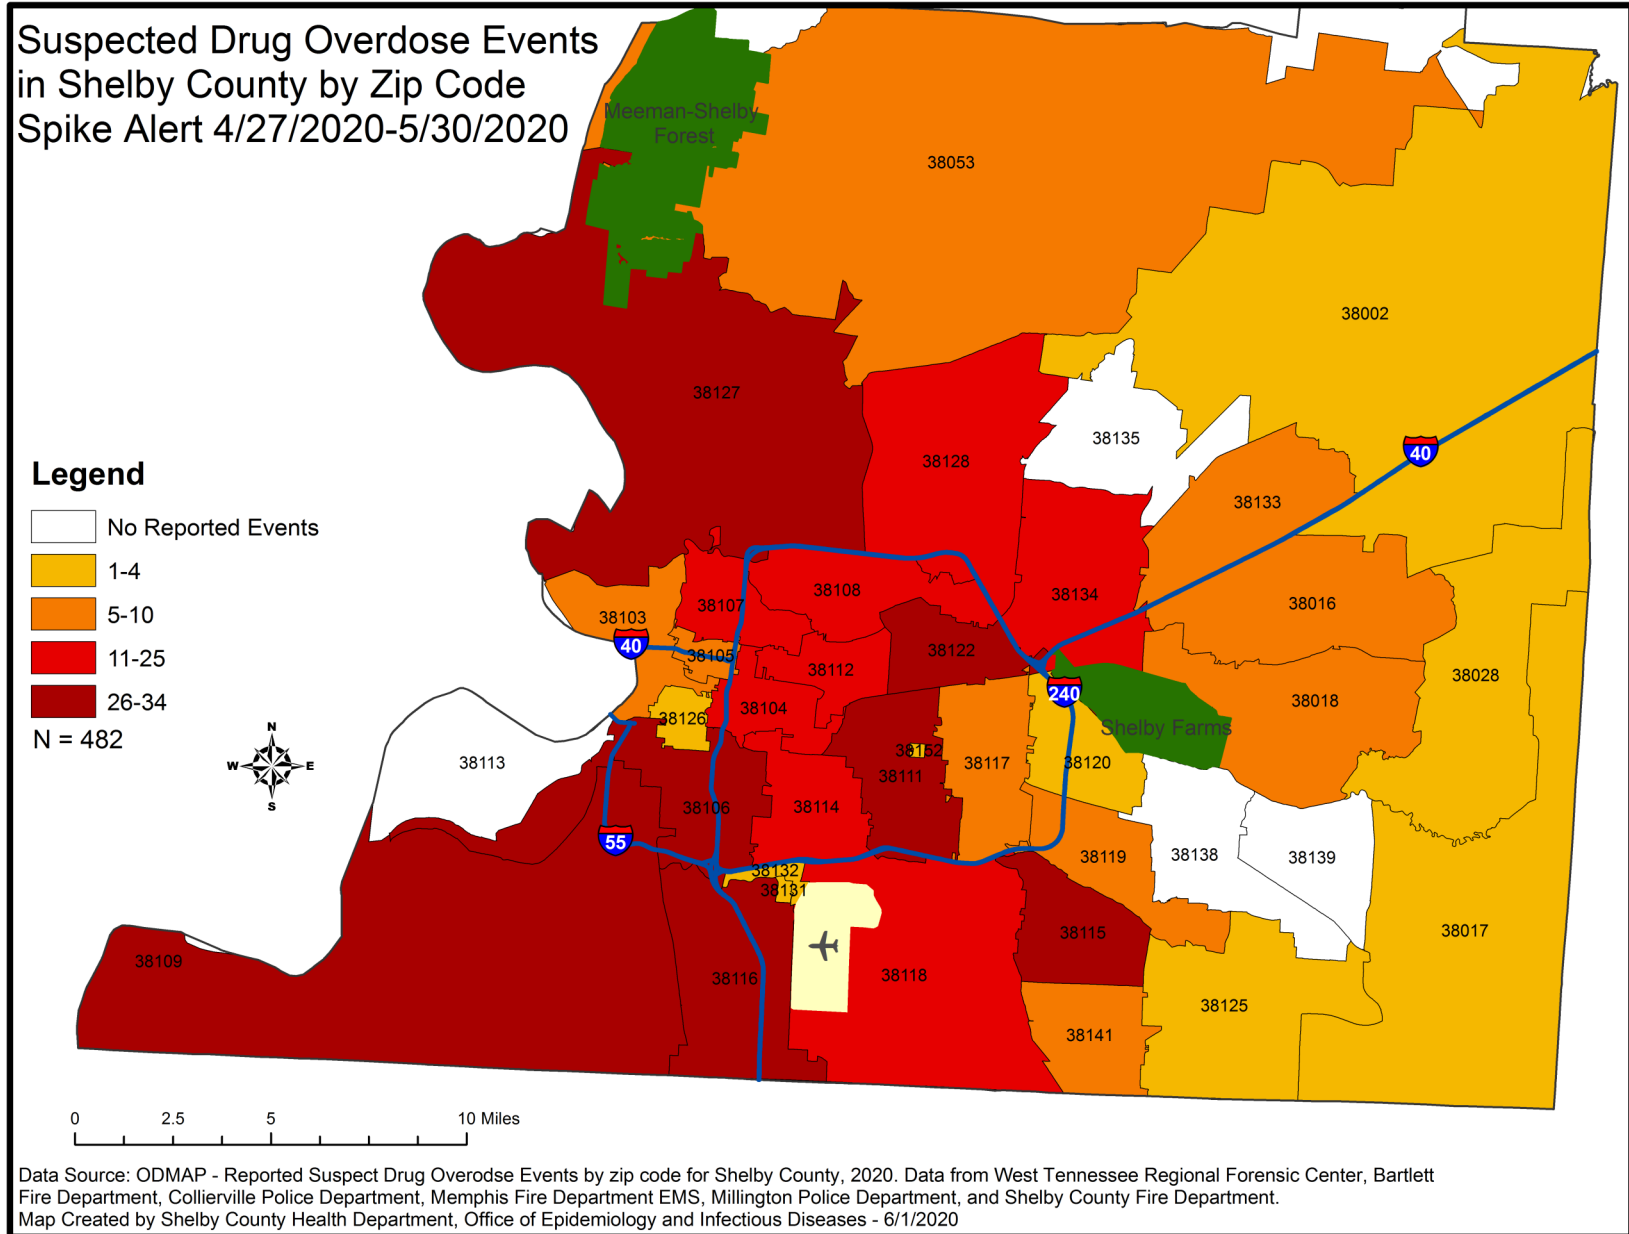 Suspected Drug Overdose Events
in Shelby County by Zip Code
Spike Alert 4/27/2020-5/30/2020
Meeman-Shelby
Forest
38053
38002
38127
38135
40
38128
Legend
No Reported Events
1-4
5-10
11-25
26-34
N = 482
38133
38108
38134
38016
38107
38103
40
38105
38122
38112
38028
240
38018
38104
38126
Shelby Farms
38152
38113
38117
38120
38111
38106
38114
55
38119
38138
38139
38132
38131
38115
38017
38109
38116
38118
38125
38141
N
W
E
S
0 2.5 5 10 Miles
Data Source: ODMAP - Reported Suspect Drug Overodse Events by zip code for Shelby County, 2020. Data from West Tennessee Regional Forensic Center, Bartlett
Fire Department, Collierville Police Department, Memphis Fire Department EMS, Millington Police Department, and Shelby County Fire Department.
Map Created by Shelby County Health Department, Office of Epidemiology and Infectious Diseases - 6/1/2020